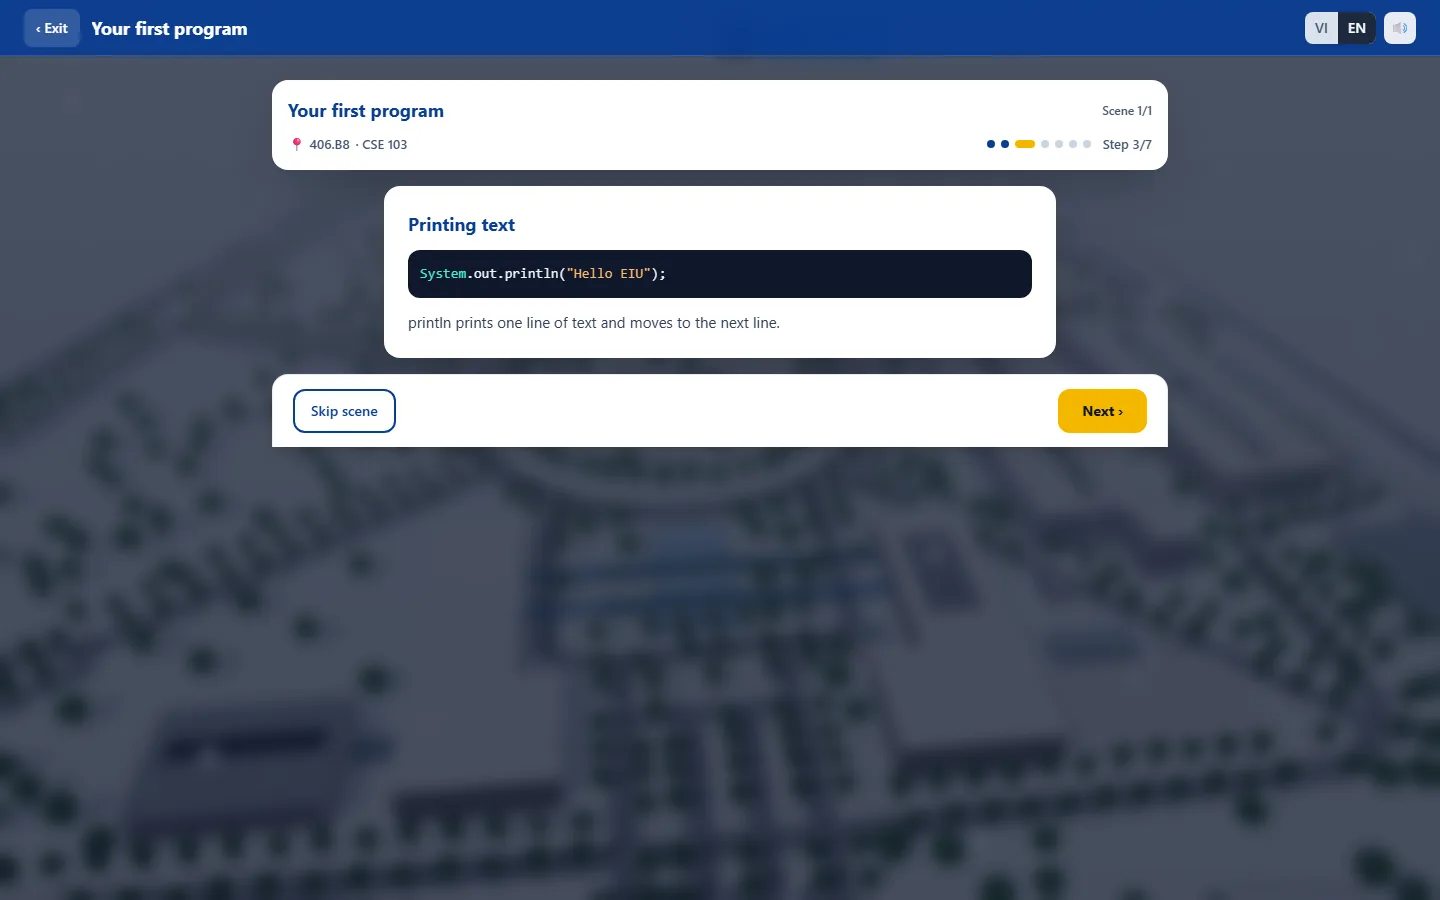 ‹ Exit
Your first program
VI
EN
Your first program
Scene 1/1
406.B8 · CSE 103
Step 3/7
Printing text
System.out.println("Hello EIU");
println prints one line of text and moves to the next line.
Skip scene
Next ›